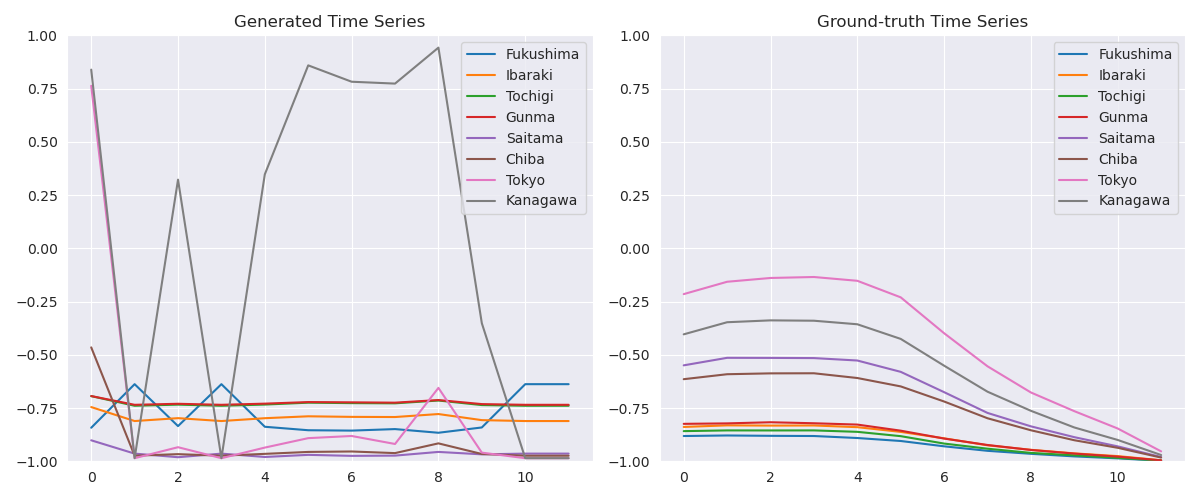 Generated Time Series
1.00
0.75
0.50
0.25
0.00
−0.25
−0.50
−0.75
−1.00
0 2 4 6 8 10
Fukushima
Ibaraki
Tochigi
Gunma
Saitama
Chiba
Tokyo
Kanagawa
Ground-truth Time Series
1.00
0.75
0.50
0.25
0.00
−0.25
−0.50
−0.75
−1.00
0 2 4 6 8 10
Fukushima
Ibaraki
Tochigi
Gunma
Saitama
Chiba
Tokyo
Kanagawa